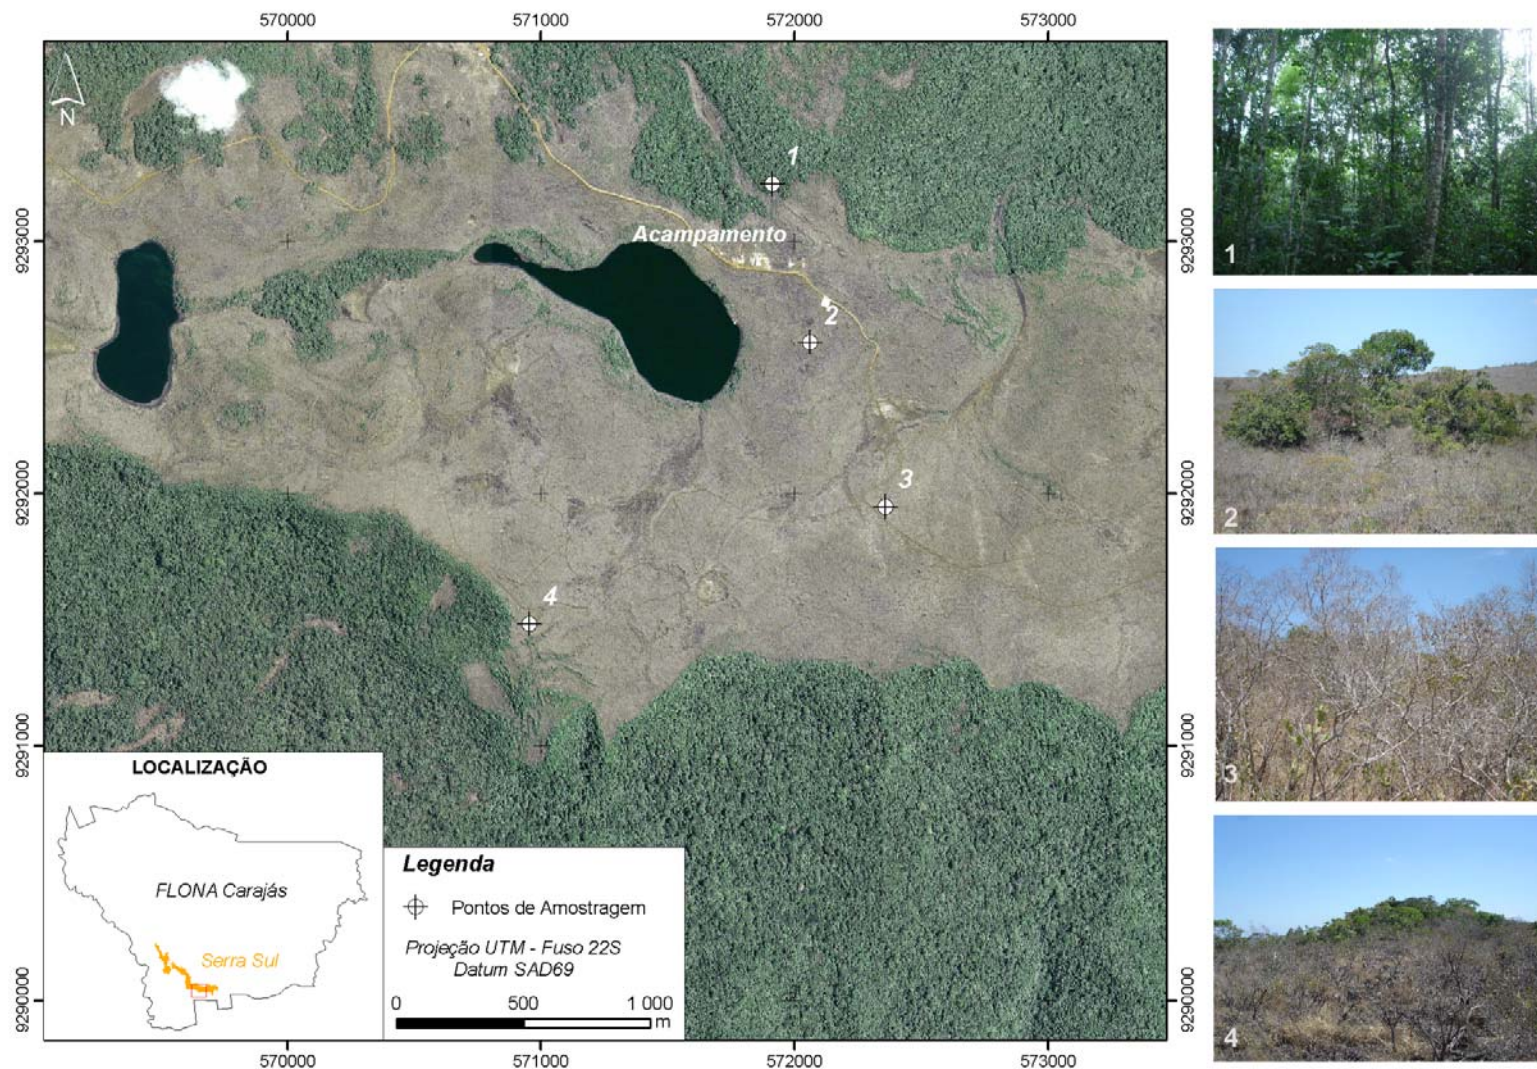 570000
571000
572000
573000
N
1
Acampamento
2
3
4
9293000
9292000
9291000
9290000
9293000
9292000
9291000
9290000
LOCALIZAÇÃO
FLONA Carajás
Serra Sul
Legenda
Pontos de Amostragem
Projeção UTM - Fuso 22S
Datum SAD69
0 500 1 000
m
570000
571000
572000
573000
1
2
3
4